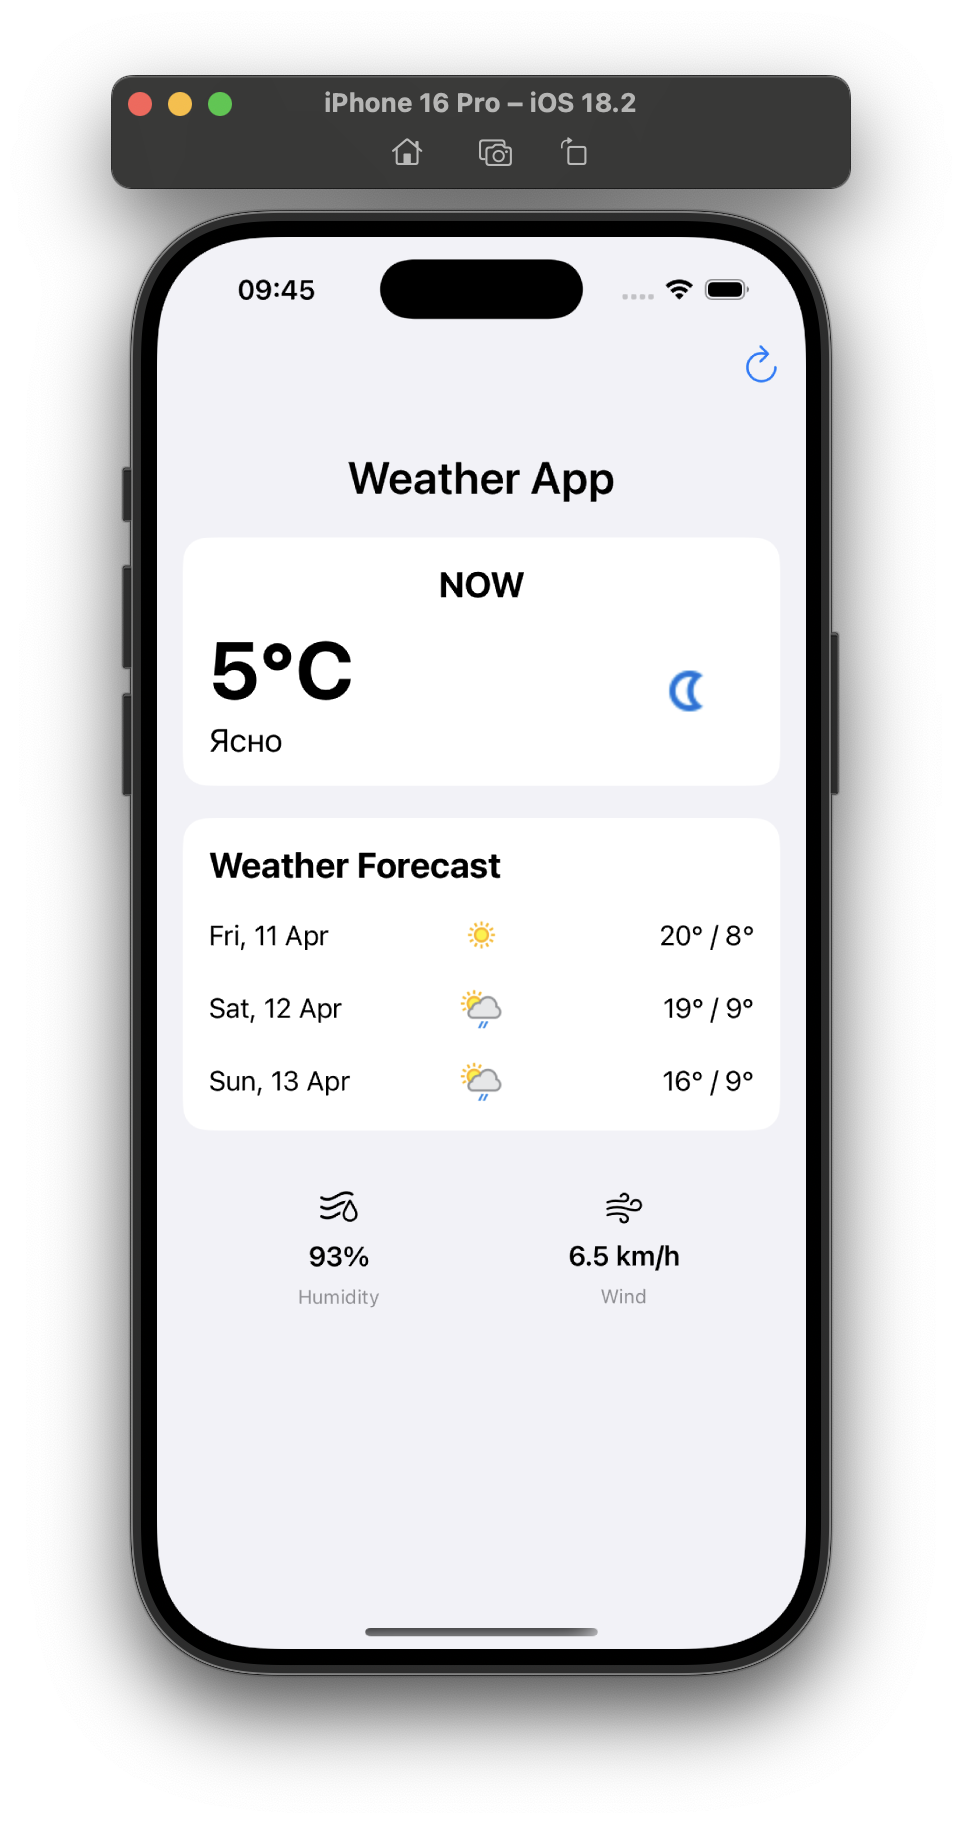 iPhone 16 Pro – iOS 18.2
09:45
Weather App
NOW
5°C
Ясно
Weather Forecast
Fri, 11 Apr 20° / 8°
Sat, 12 Apr 19° / 9°
Sun, 13 Apr 16° / 9°
93% 6.5 km/h
Humidity Wind